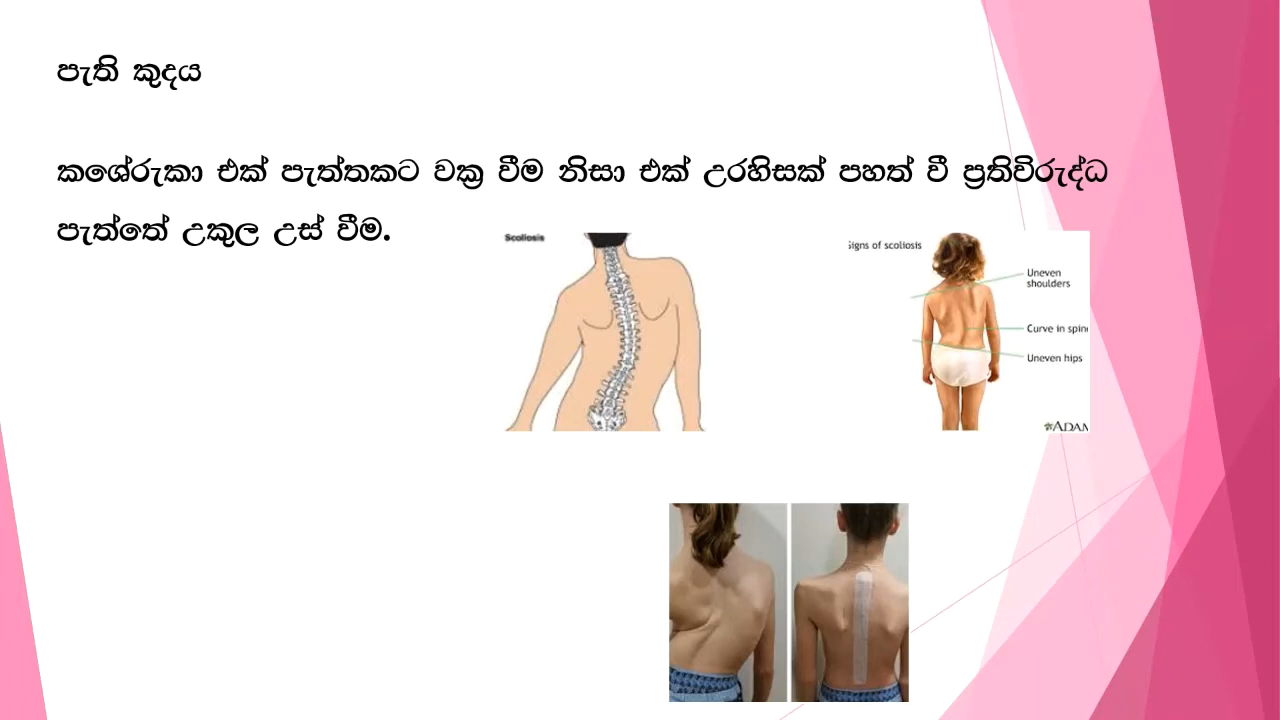 පැති කුදය
කශේරුකා එක් පැත්තකට වක්‍ර වීම නිසා එක් උරහිසක් පහත් වී ප්‍රතිවිරුද්ධ
පැත්තේ උකුල උස් වීම.
Scoliosis
Signs of scoliosis
Uneven
shoulders
Curve in spin
Uneven hips
ADAM